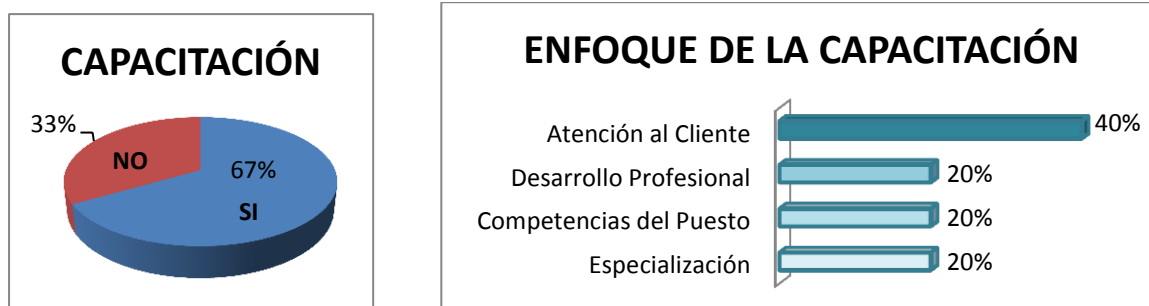 CAPACITACIÓN
33%
NO
67%
SI
ENFOQUE DE LA CAPACITACIÓN
Atención al Cliente 40%
Desarrollo Profesional 20%
Competencias del Puesto 20%
Especialización 20%